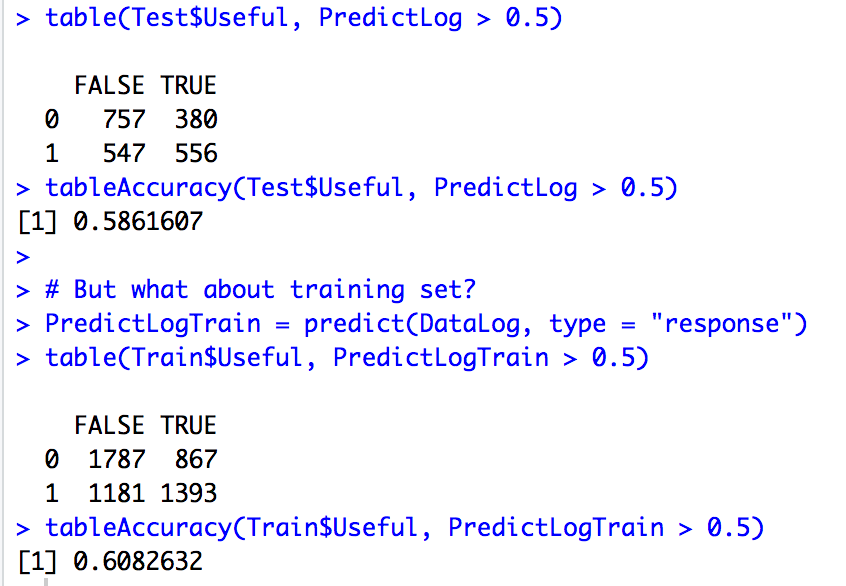 > table(Test$Useful, PredictLog > 0.5)
FALSE TRUE
0 757 380
1 547 556
> tableAccuracy(Test$Useful, PredictLog > 0.5)
[1] 0.5861607
>
> # But what about training set?
> PredictLogTrain = predict(DataLog, type = "response")
> table(Train$Useful, PredictLogTrain > 0.5)
FALSE TRUE
0 1787 867
1 1181 1393
> tableAccuracy(Train$Useful, PredictLogTrain > 0.5)
[1] 0.6082632